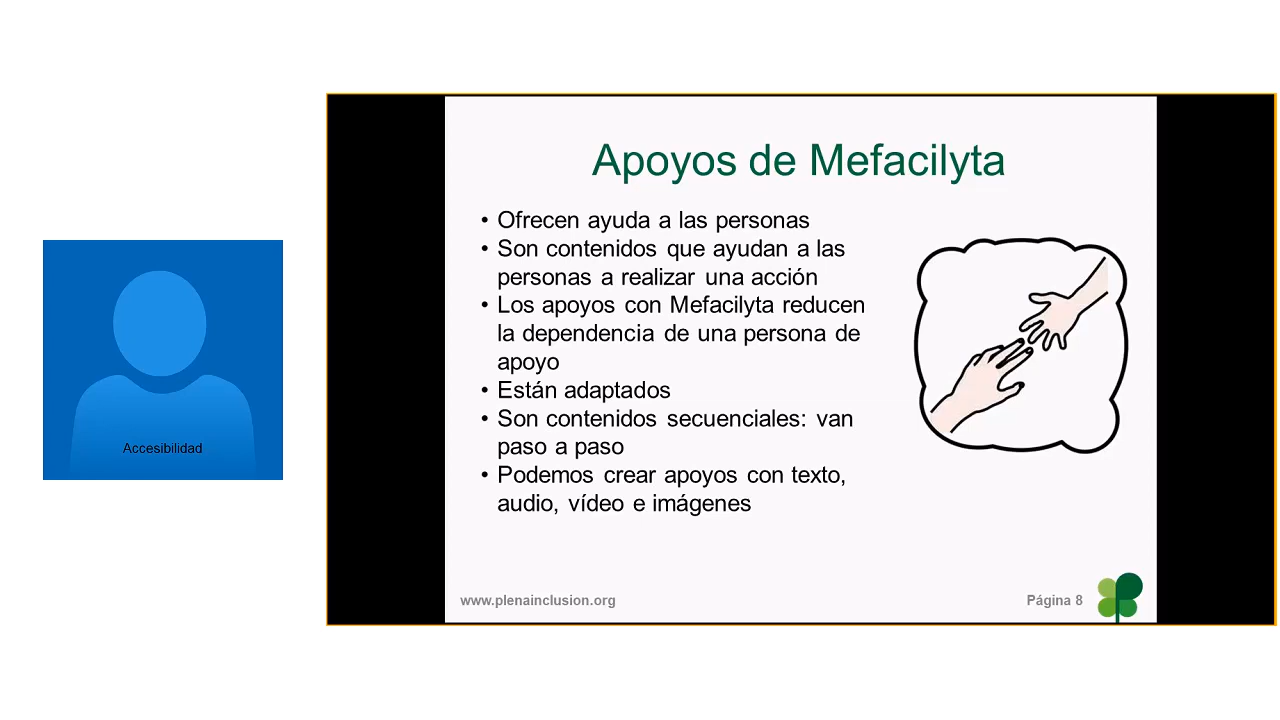 Apoyos de Mefacilyta
• Ofrecen ayuda a las personas
• Son contenidos que ayudan a las
personas a realizar una acción
• Los apoyos con Mefacilyta reducen
la dependencia de una persona de
apoyo
• Están adaptados
• Son contenidos secuenciales: van
paso a paso
• Podemos crear apoyos con texto,
audio, vídeo e imágenes
www.plenainclusion.org
Página 8
Accesibilidad